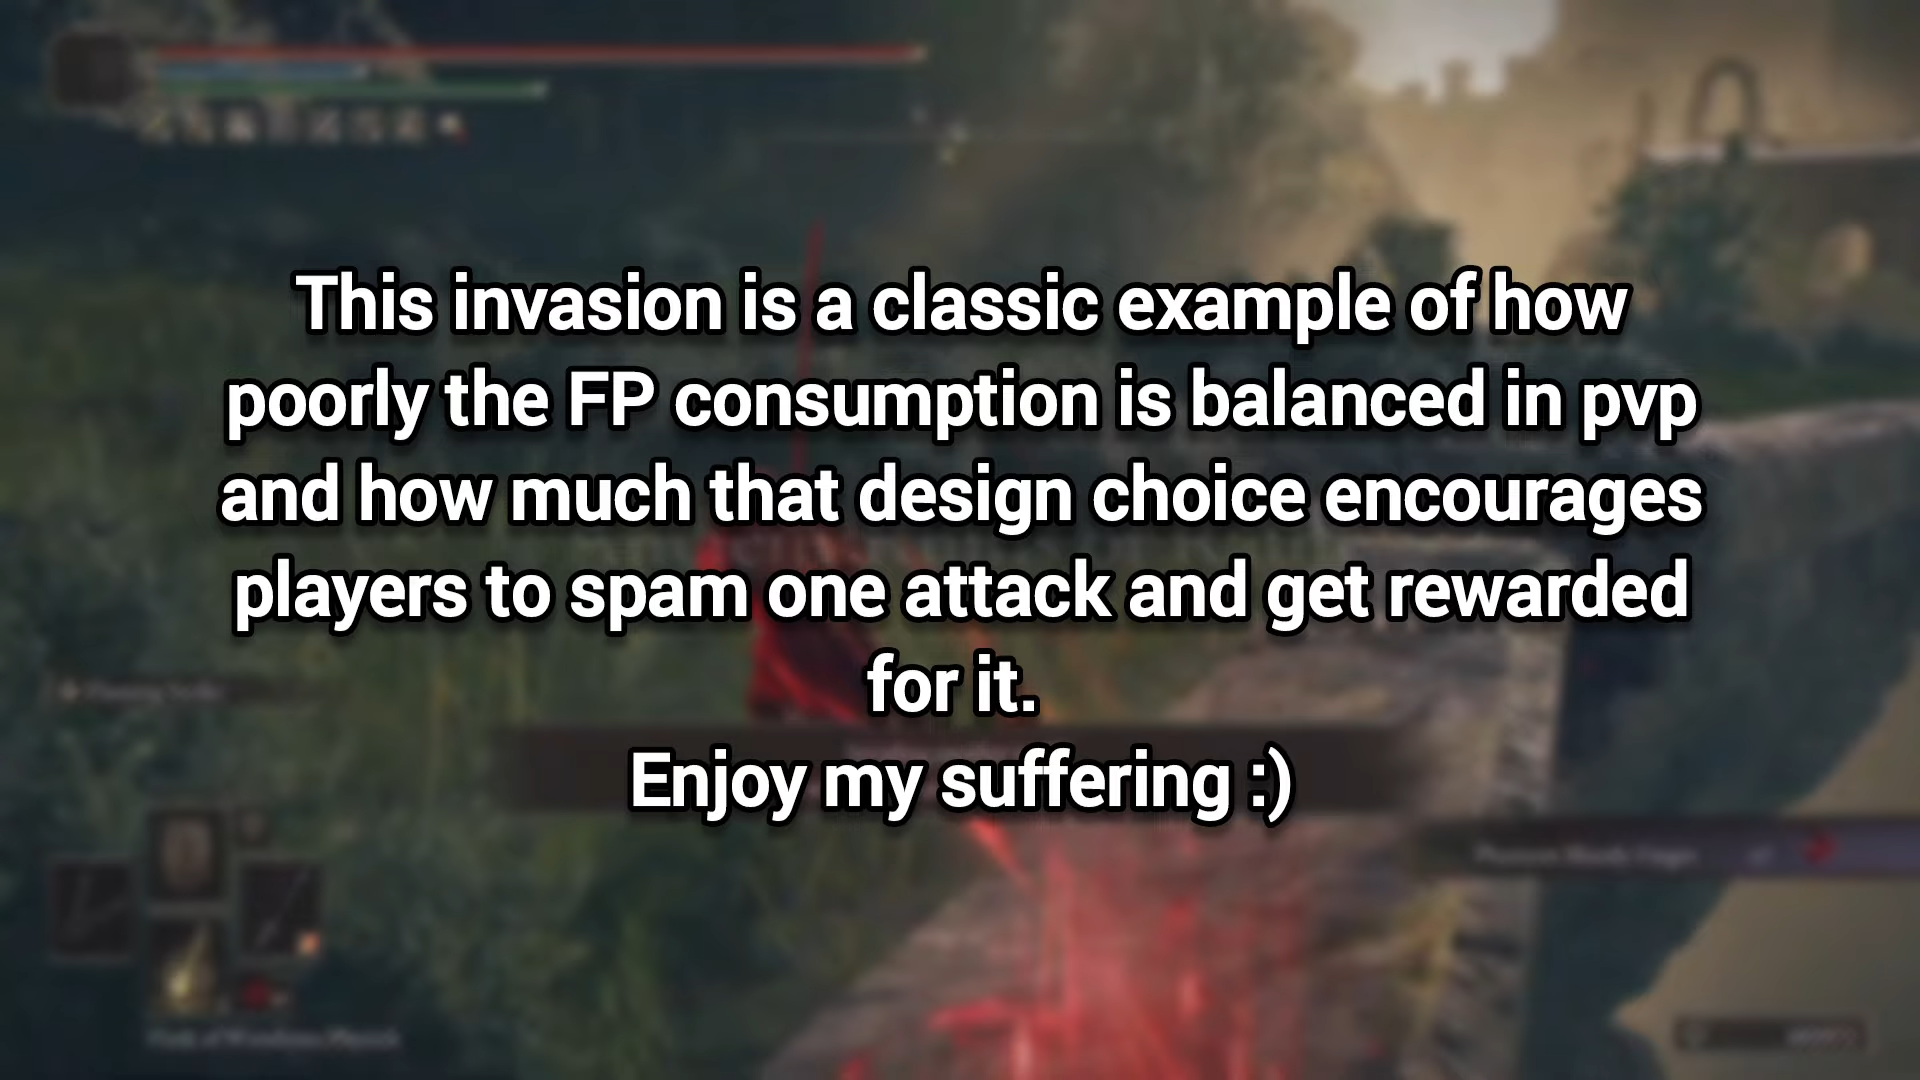 This invasion is a classic example of how
poorly the FP consumption is balanced in pvp
and how much that design choice encourages
players to spam one attack and get rewarded
for it.
Enjoy my suffering :)